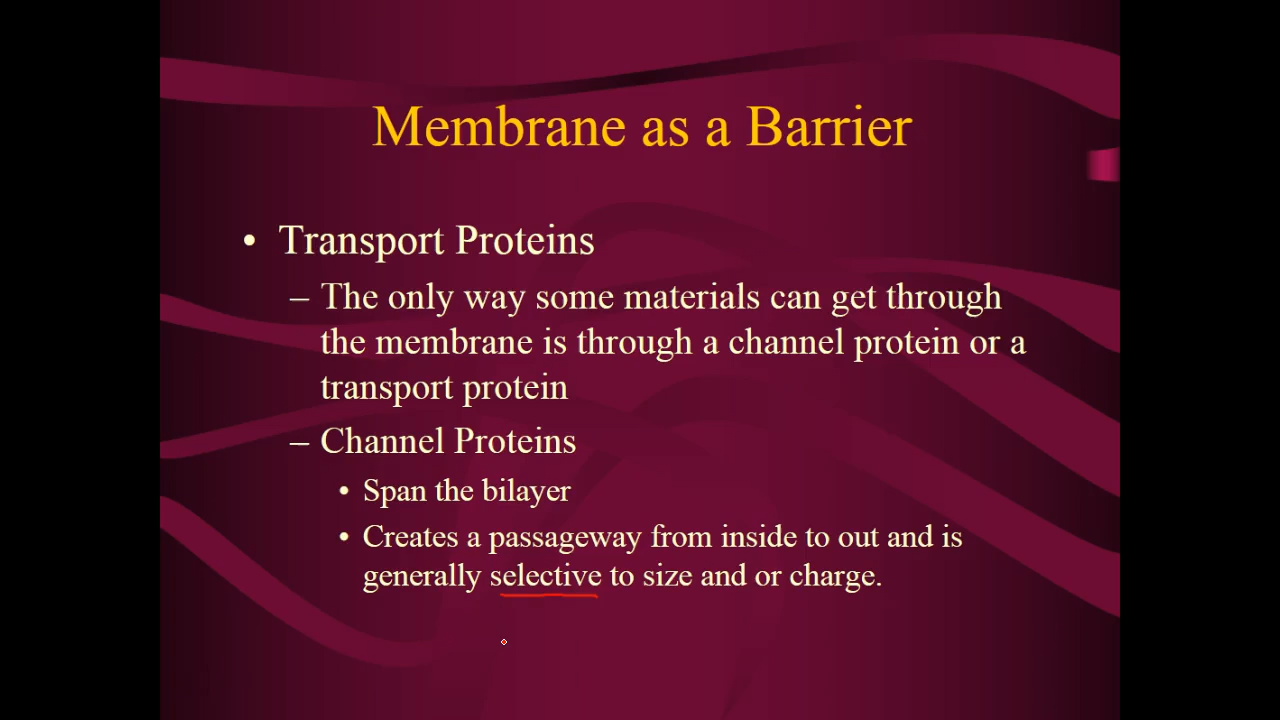 Membrane as a Barrier
• Transport Proteins
– The only way some materials can get through
the membrane is through a channel protein or a
transport protein
– Channel Proteins
• Span the bilayer
• Creates a passageway from inside to out and is
generally selective to size and or charge.